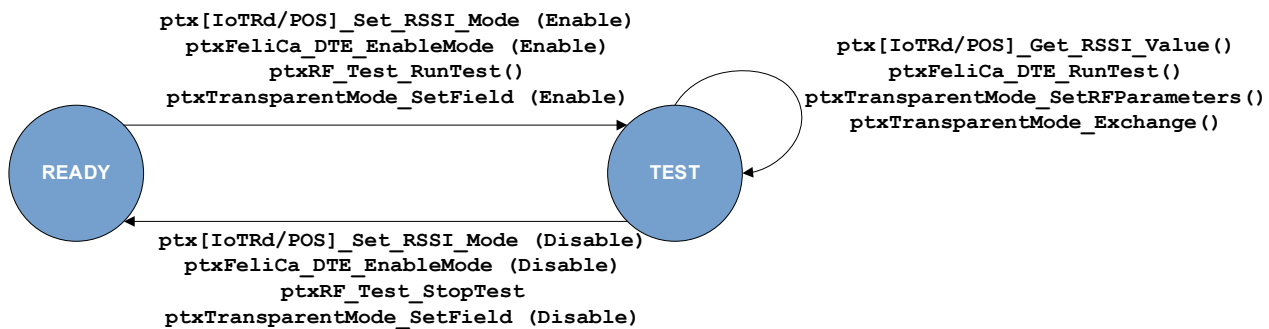 ptx[IoTRd/POS]_Set_RSSI_Mode (Enable)
ptxFeliCa_DTE_EnableMode (Enable)
ptxRF_Test_RunTest()
ptxTransparentMode_SetField (Enable)
ptx[IoTRd/POS]_Get_RSSI_Value()
ptxFeliCa_DTE_RunTest()
ptxTransparentMode_SetRFParameters()
ptxTransparentMode_Exchange()
READY
TEST
ptx[IoTRd/POS]_Set_RSSI_Mode (Disable)
ptxFeliCa_DTE_EnableMode (Disable)
ptxRF_Test_StopTest
ptxTransparentMode_SetField (Disable)